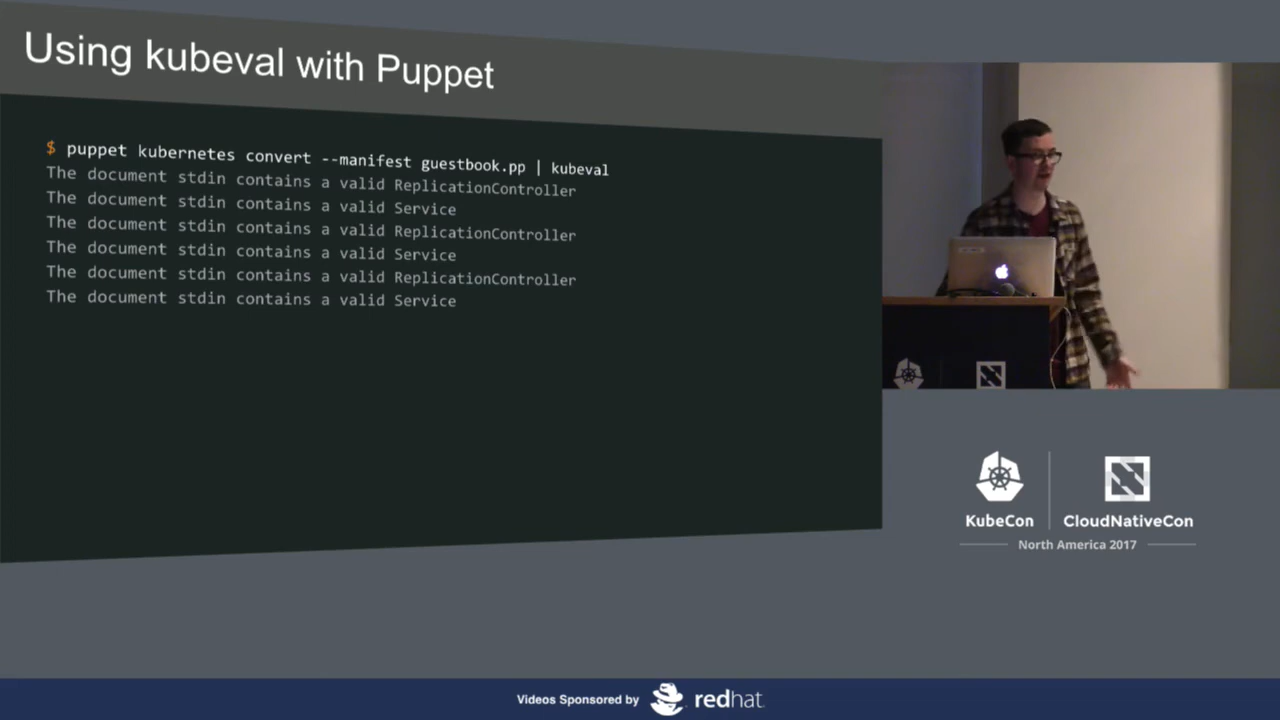 Using kubeval with Puppet
$ puppet kubernetes convert --manifest guestbook.pp | kubeval
The document stdin contains a valid ReplicationController
The document stdin contains a valid Service
The document stdin contains a valid ReplicationController
The document stdin contains a valid Service
The document stdin contains a valid ReplicationController
The document stdin contains a valid Service
KubeCon
CloudNativeCon
North America 2017
Videos Sponsored by
redhat